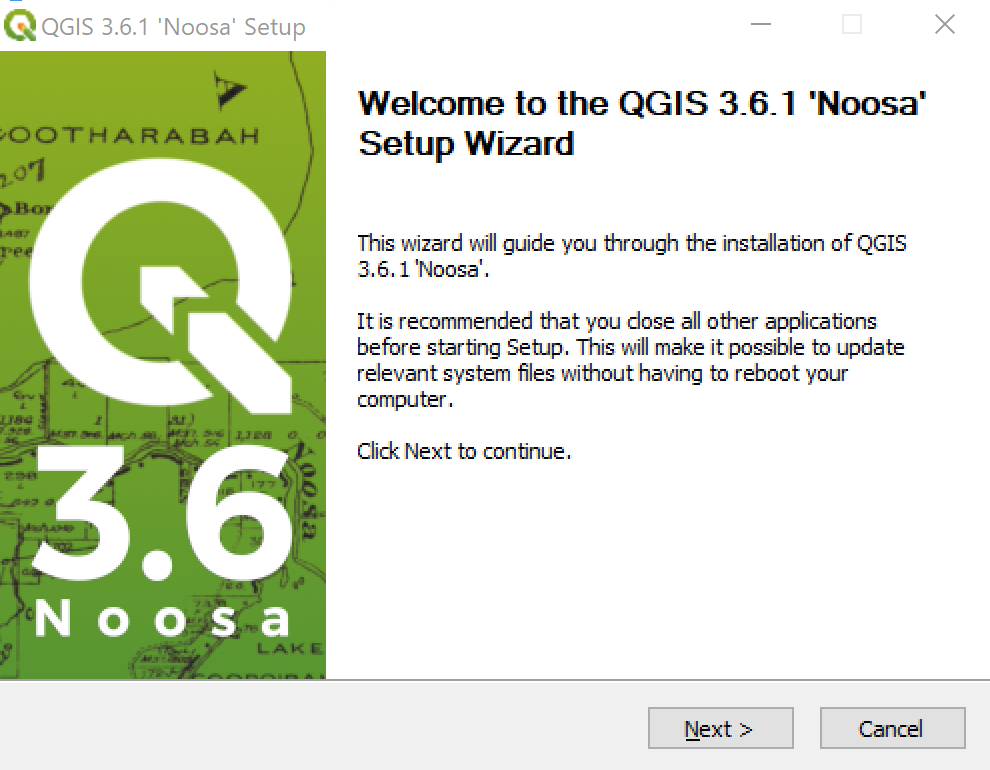 QGIS 3.6.1 'Noosa' Setup
OOTHARABAH
207
3.6
Noosa
Noosa
LAKE
Welcome to the QGIS 3.6.1 'Noosa'
Setup Wizard
This wizard will guide you through the installation of QGIS
3.6.1 'Noosa'.
It is recommended that you close all other applications
before starting Setup. This will make it possible to update
relevant system files without having to reboot your
computer.
Click Next to continue.
Next >
Cancel